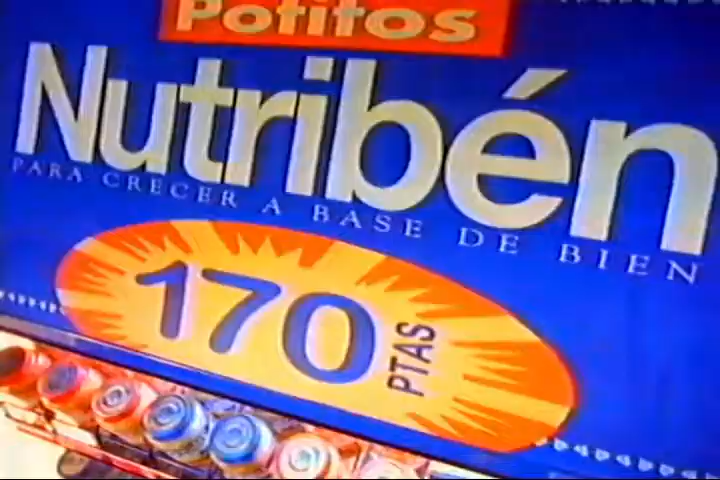 Potitos
Nutribén
PARA CRECER A BASE DE BIEN
170 PTAS